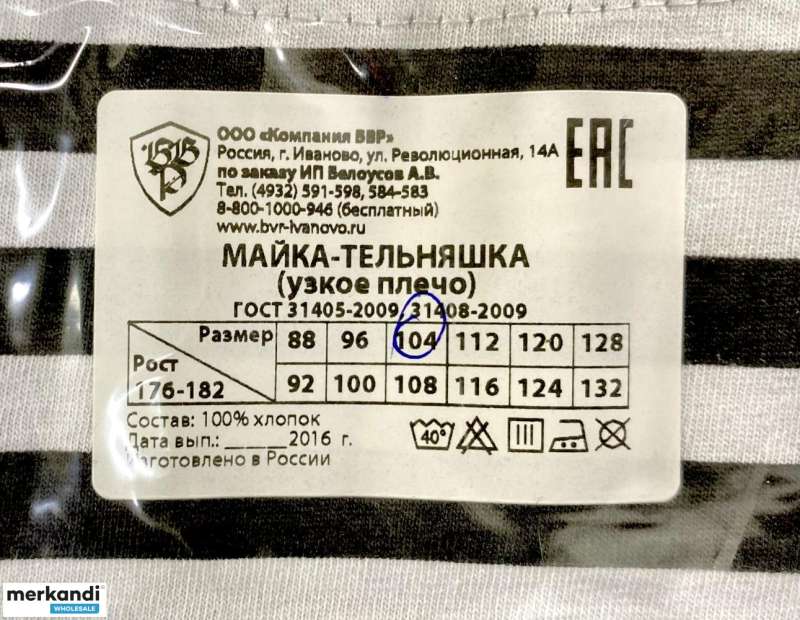 ООО «Компания БВР»
Россия, г. Иваново, ул. Революционная, 14А
по заказу ИП Белоусов А.В.
Тел. (4932) 591-598, 584-583
8-800-1000-946 (бесплатный)
www.bvr-ivanovo.ru
ЕАС
МАЙКА-ТЕЛЬНЯШКА
(узкое плечо)
ГОСТ 31405-2009, 31408-2009
Размер 88 96 104 112 120 128
Рост
176-182 92 100 108 116 124 132
Состав: 100% хлопок
Дата вып.: ______ 2016 г.
Изготовлено в России
40°
merkandi
WHOLESALE